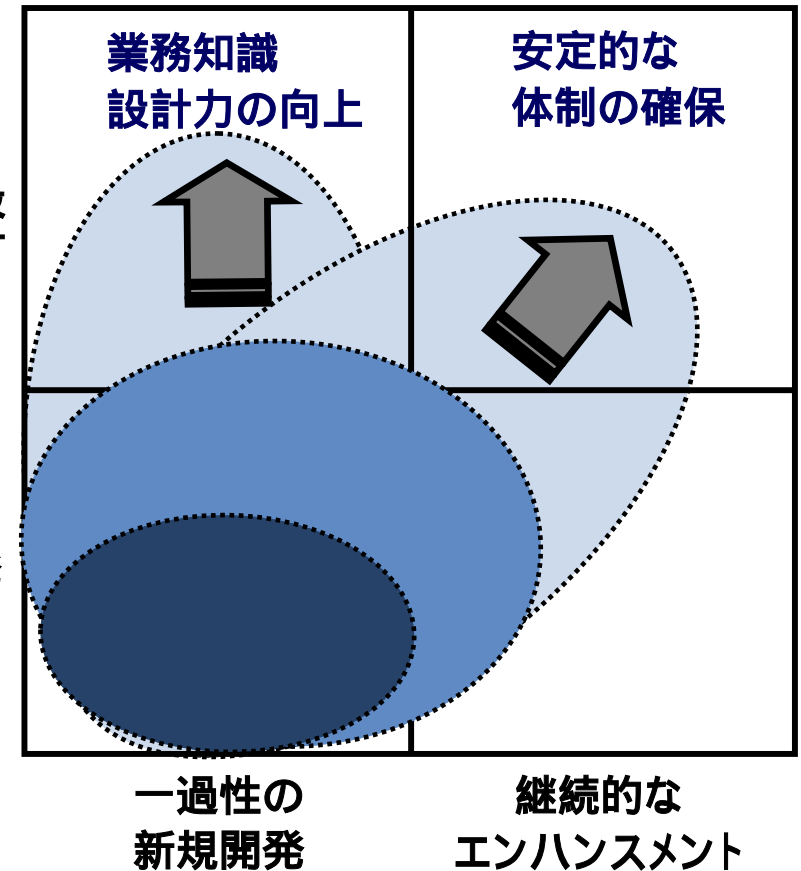 業務知識
設計力の向上
安定的な
体制の確保
一過性の
新規開発
継続的な
エンハンスメント